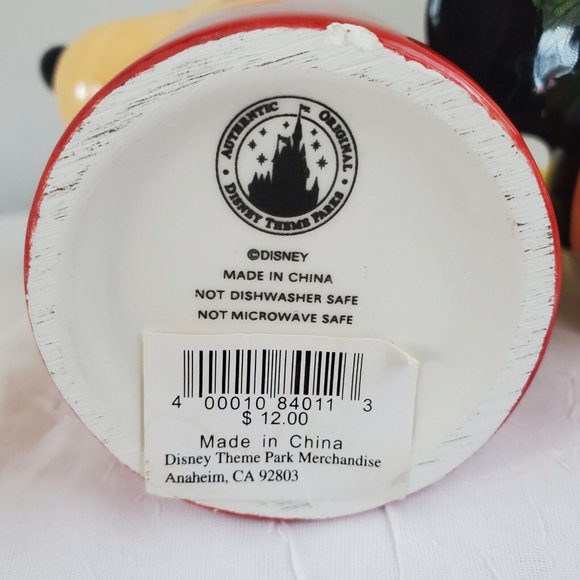 AUTHENTIC ORIGINAL
DISNEY THEME PARKS
©DISNEY
MADE IN CHINA
NOT DISHWASHER SAFE
NOT MICROWAVE SAFE
4 00010 84011 3
$ 12.00
Made in China
Disney Theme Park Merchandise
Anaheim, CA 92803